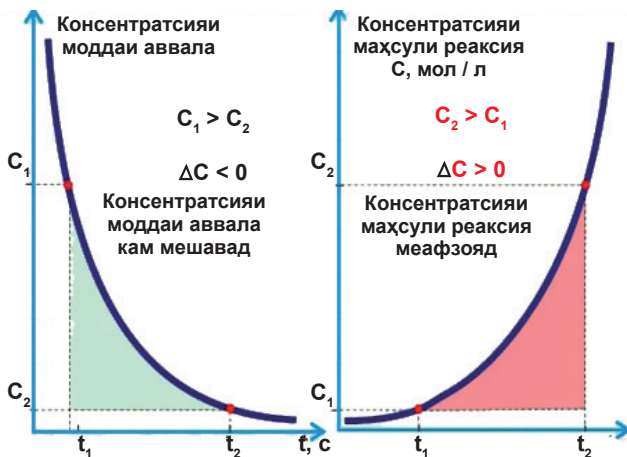 Консентратсияи
моддаи аввала
C₁ > C₂
ΔC < 0
Консентратсияи
моддаи аввала
кам мешавад
C₁
C₂
t₁
t₂
t, с
Консентратсияи
маҳсули реаксия
С, мол / л
C₂ > C₁
ΔC > 0
Консентратсияи
маҳсули реаксия
меафзояд
C₂
C₁
t₁
t₂